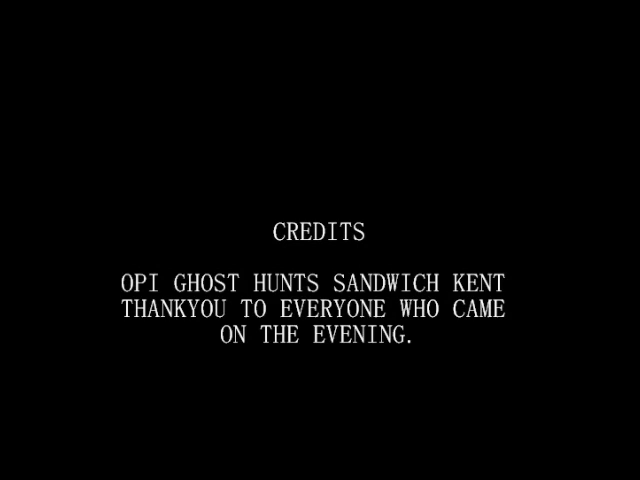 CREDITS
OPI GHOST HUNTS SANDWICH KENT
THANKYOU TO EVERYONE WHO CAME
ON THE EVENING.